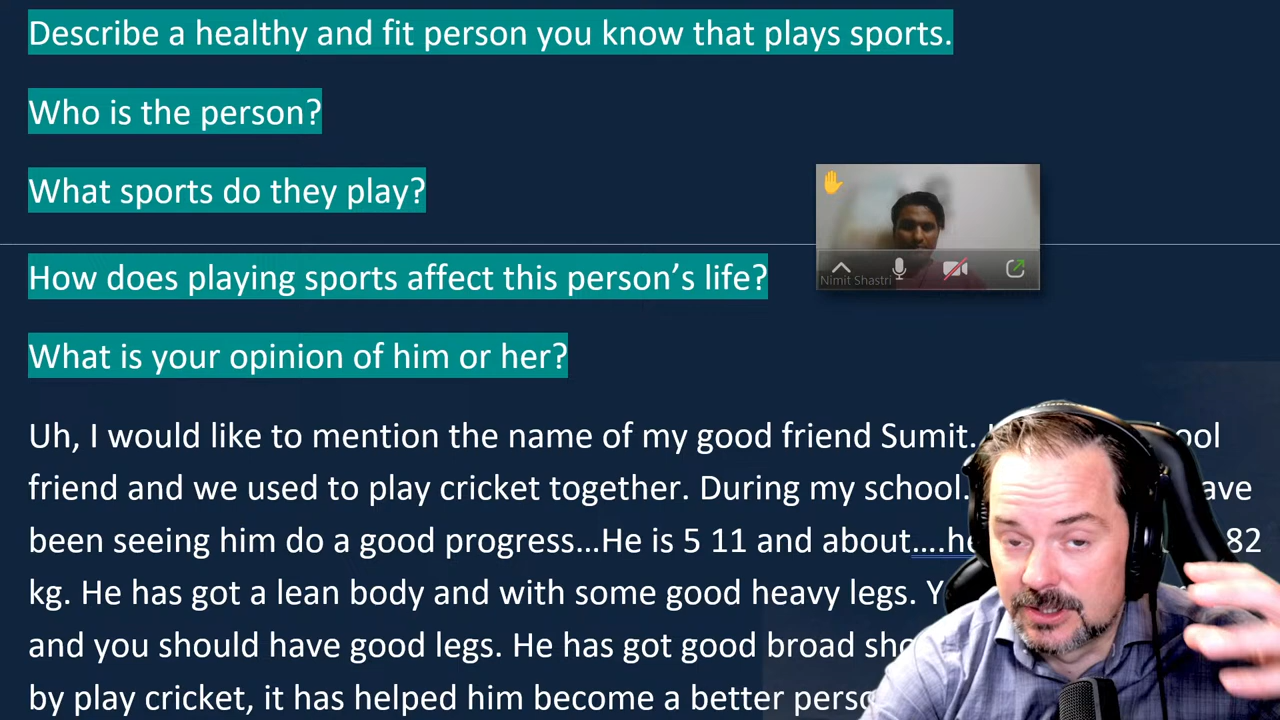 Describe a healthy and fit person you know that plays sports.
Who is the person?
What sports do they play?
Nimit Shastri
How does playing sports affect this person's life?
What is your opinion of him or her?
Uh, I would like to mention the name of my good friend Sumit.
friend and we used to play cricket together. During my school.
been seeing him do a good progress...He is 5 11 and about.... 82
kg. He has got a lean body and with some good heavy legs.
and you should have good legs. He has got good broad
by play cricket, it has helped him become a better